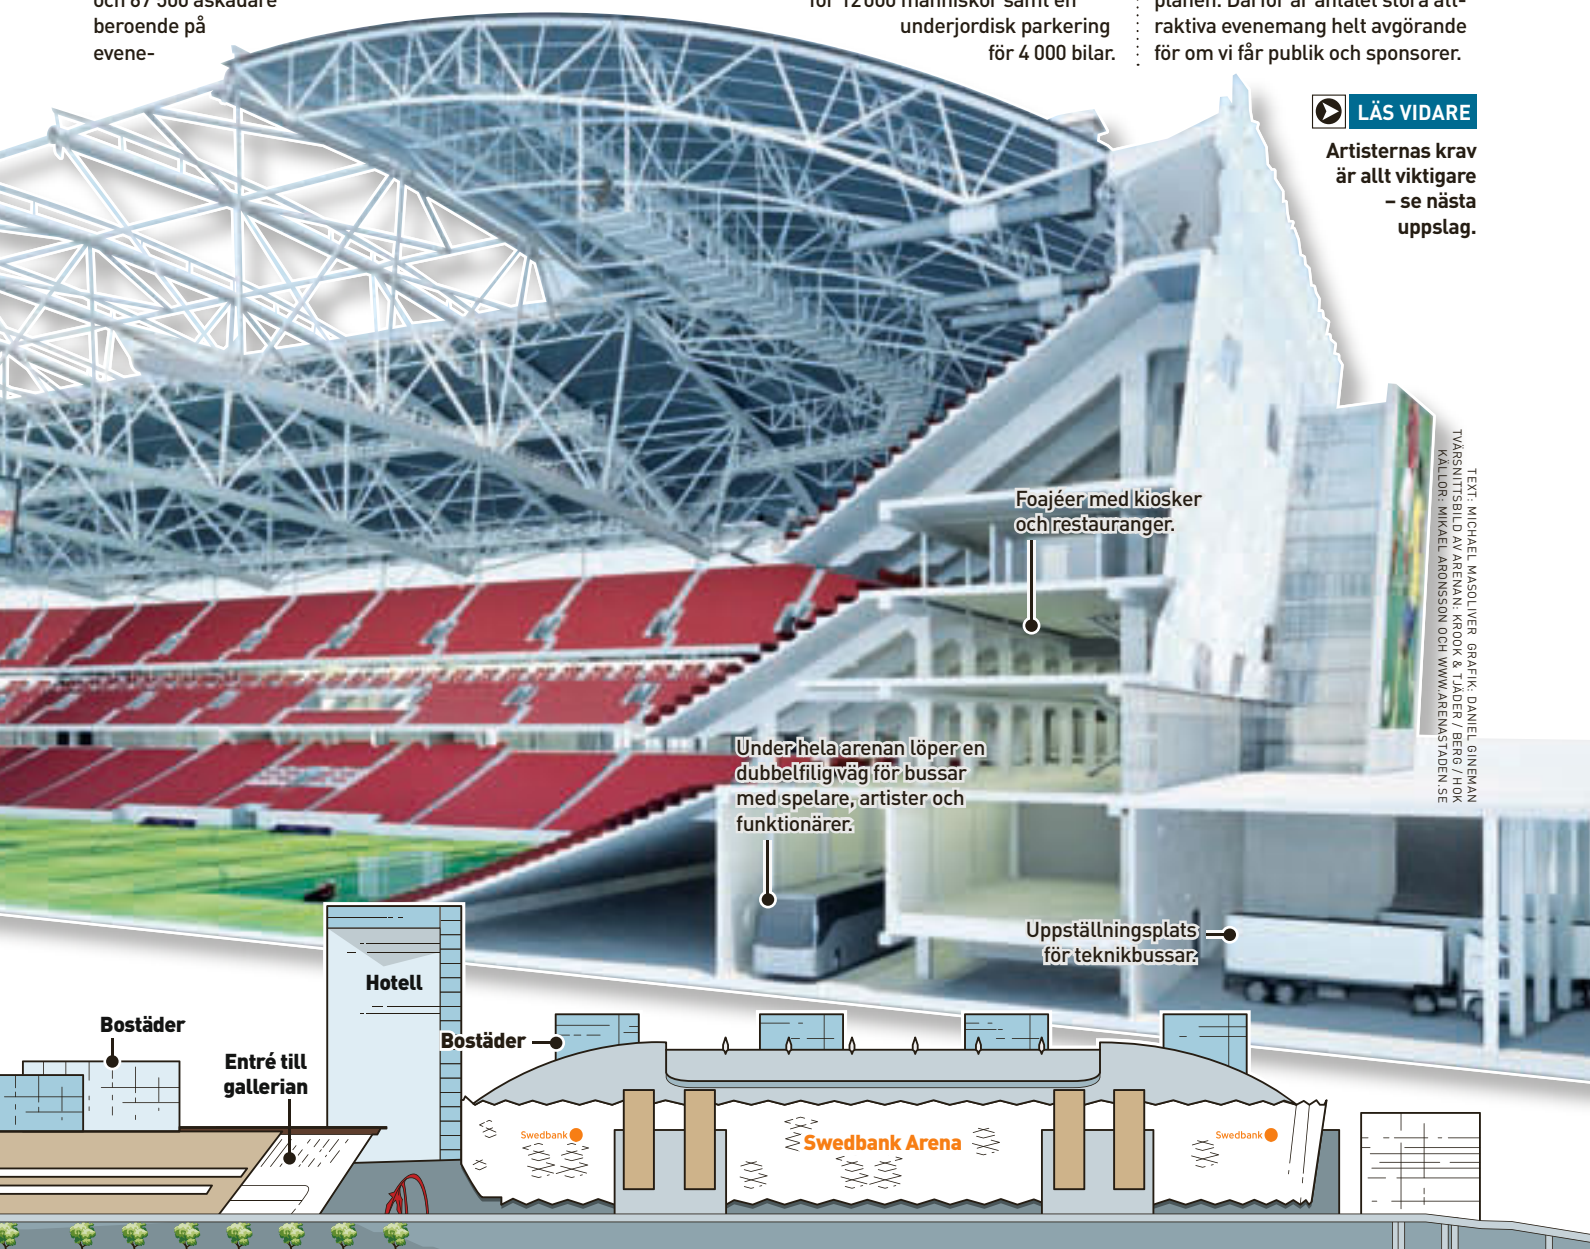 beroende på
evene-
underjordisk parkering
för 4 000 bilar.
raktiva evenemang helt avgörande
för om vi får publik och sponsorer.
LÄS VIDARE
Artisternas krav
är allt viktigare
– se nästa
uppslag.
TEXT: MICHAEL MASOLIVER GRAFIK: DANIEL GINEMAN
TVÄRSNITTSBILD AV ARENAN: KROOK & TJÄDER / BERG / HOK
KÄLLOR: MIKAEL ARONSSON OCH WWW.ARENASTADEN.SE
Foajéer med kiosker
och restauranger.
Under hela arenan löper en
dubbelfilig väg för bussar
med spelare, artister och
funktionärer.
Uppställningsplats
för teknikbussar.
Hotell
Bostäder
Bostäder
Entré till
gallerian
Swedbank
Swedbank Arena
Swedbank